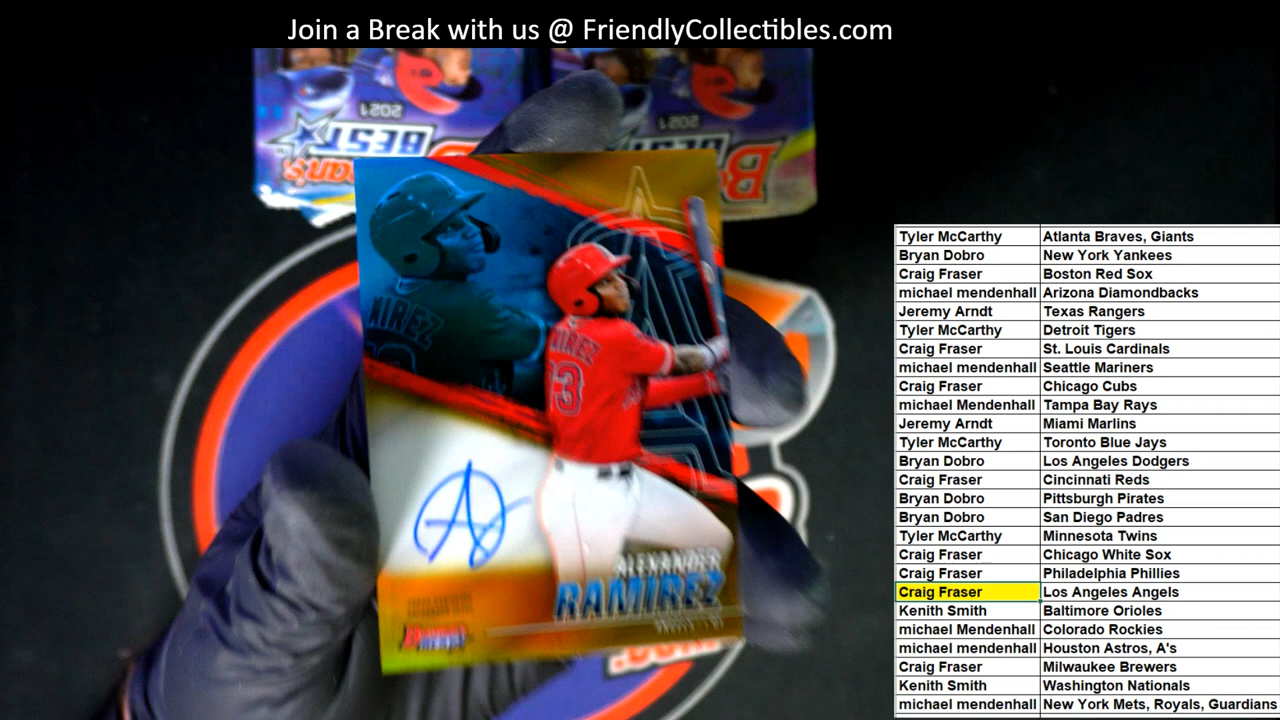 Join a Break with us @ FriendlyCollectibles.com
2021
BEST
2021
ALEXANDER
RAMIREZ
Tyler McCarthy Atlanta Braves, Giants
Bryan Dobro New York Yankees
Craig Fraser Boston Red Sox
michael mendenhall Arizona Diamondbacks
Jeremy Arndt Texas Rangers
Tyler McCarthy Detroit Tigers
Craig Fraser St. Louis Cardinals
michael mendenhall Seattle Mariners
Craig Fraser Chicago Cubs
michael Mendenhall Tampa Bay Rays
Jeremy Arndt Miami Marlins
Tyler McCarthy Toronto Blue Jays
Bryan Dobro Los Angeles Dodgers
Craig Fraser Cincinnati Reds
Bryan Dobro Pittsburgh Pirates
Bryan Dobro San Diego Padres
Tyler McCarthy Minnesota Twins
Craig Fraser Chicago White Sox
Craig Fraser Philadelphia Phillies
Craig Fraser Los Angeles Angels
Kenith Smith Baltimore Orioles
michael Mendenhall Colorado Rockies
michael mendenhall Houston Astros, A's
Craig Fraser Milwaukee Brewers
Kenith Smith Washington Nationals
michael mendenhall New York Mets, Royals, Guardians